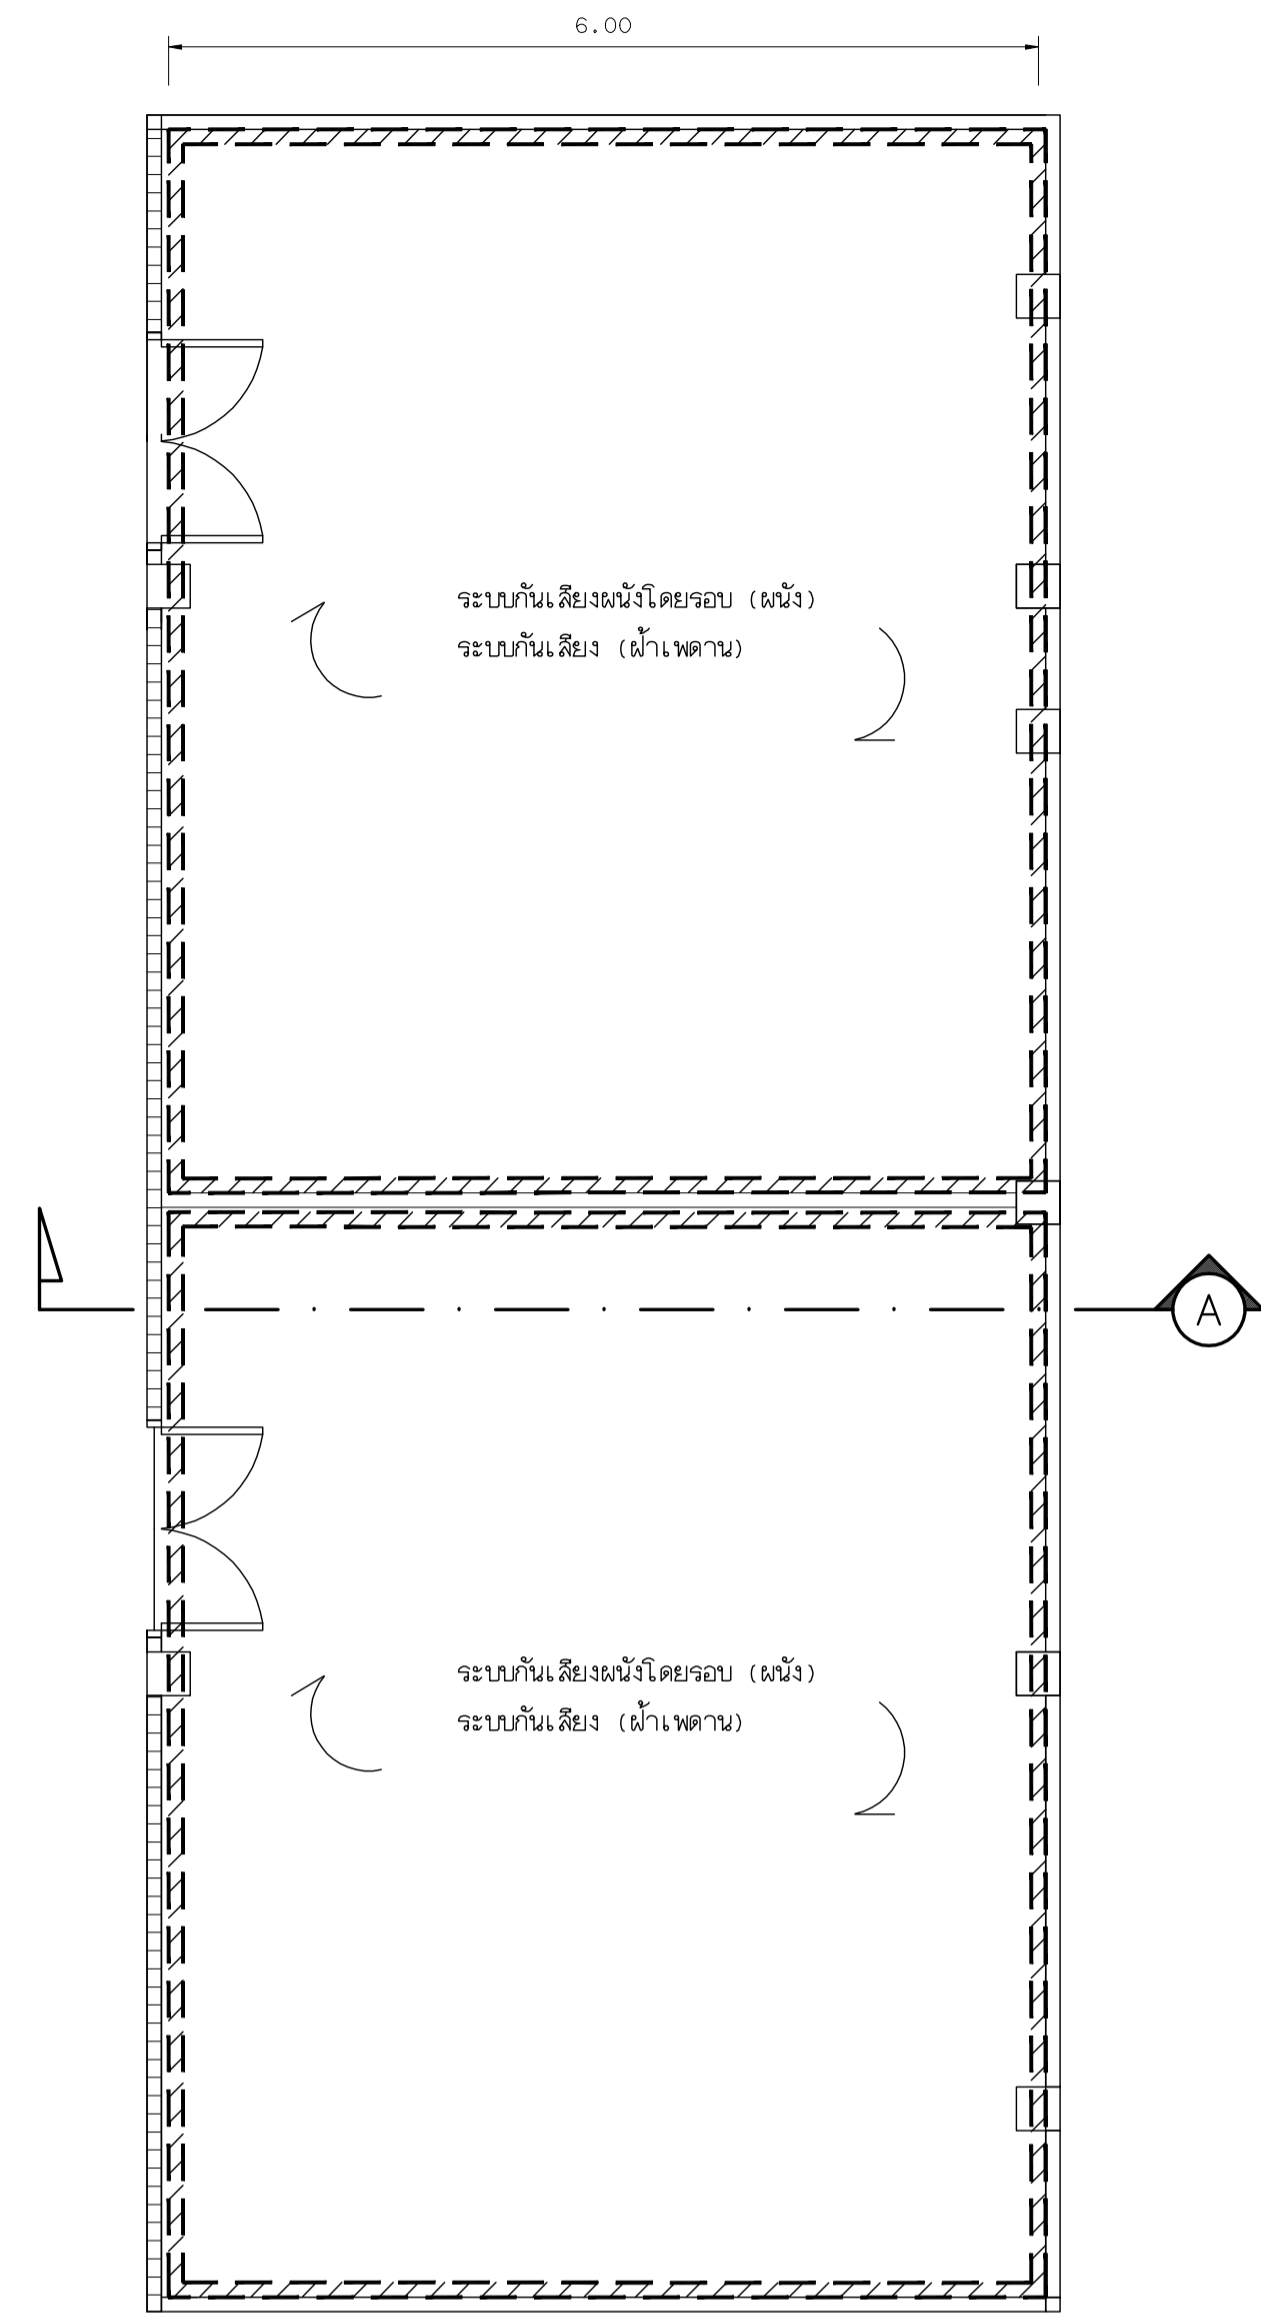 6.00
ระบบกันเสียงผนังโดยรอบ (ผนัง)
ระบบกันเสียง (ฝ้าเพดาน)
A
ระบบกันเสียงผนังโดยรอบ (ผนัง)
ระบบกันเสียง (ฝ้าเพดาน)